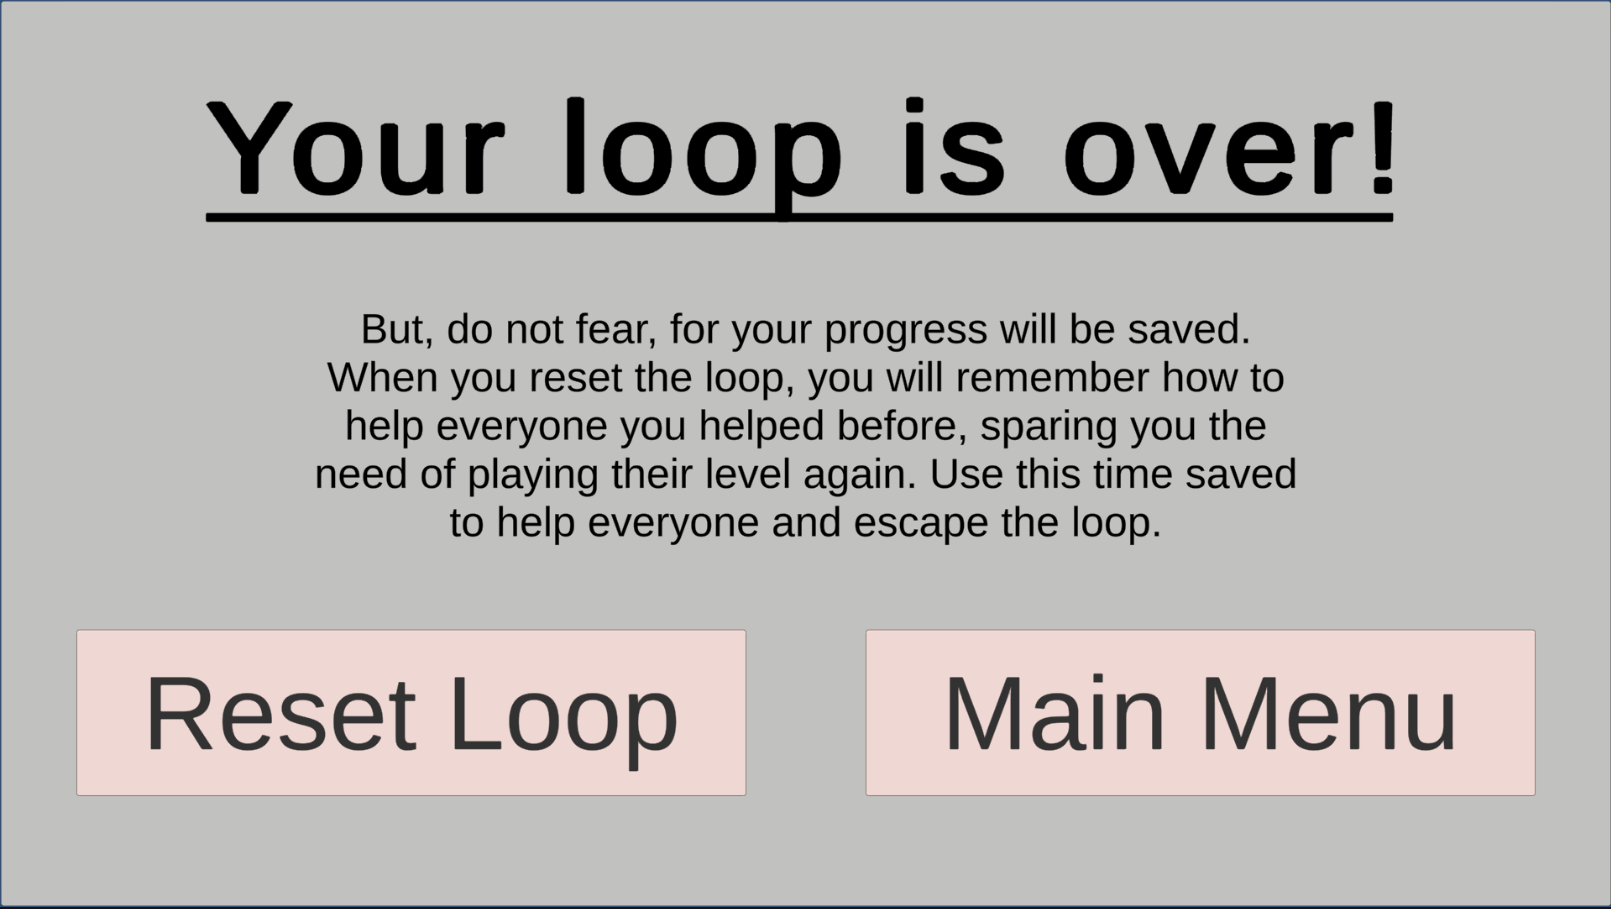 Your loop is over!
But, do not fear, for your progress will be saved.
When you reset the loop, you will remember how to
help everyone you helped before, sparing you the
need of playing their level again. Use this time saved
to help everyone and escape the loop.
Reset Loop
Main Menu